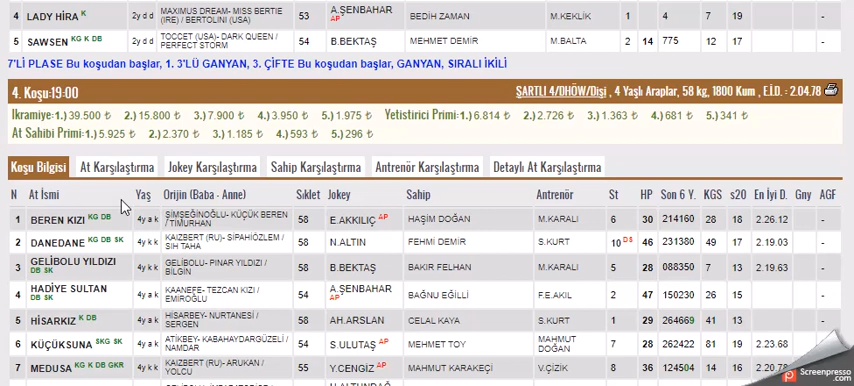 4 LADY HİRA K 2y d d MAXIMUS DREAM- MISS BERTIE (IRE) / BERTOLINI (USA) 53 A.ŞENBAHAR AP BEDİH ZAMAN M.KEKLİK 1 4 7 19 -
5 SAWSEN KG K DB 2y d d TOCCET (USA)- DARK QUEEN / PERFECT STORM 54 B.BEKTAŞ MEHMET DEMİR M.BALTA 2 14 775 12 17 -
7'Lİ PLASE Bu koşudan başlar, 1. 3'LÜ GANYAN, 3. ÇİFTE Bu koşudan başlar, GANYAN, SIRALI İKİLİ
4. Koşu:19:00 ŞARTLI 4/DHÖW/Dişi , 4 Yaşlı Araplar, 58 kg, 1800 Kum , E.İ.D. : 2.04.78
Ikramiye:1.) 39.500 ₺ 2.) 15.800 ₺ 3.) 7.900 ₺ 4.) 3.950 ₺ 5.) 1.975 ₺ Yetistirici Primi:1.) 6.814 ₺ 2.) 2.726 ₺ 3.) 1.363 ₺ 4.) 681 ₺ 5.) 341 ₺
At Sahibi Primi:1.) 5.925 ₺ 2.) 2.370 ₺ 3.) 1.185 ₺ 4.) 593 ₺ 5.) 296 ₺
Koşu Bilgisi At Karşılaştırma Jokey Karşılaştırma Sahip Karşılaştırma Antrenör Karşılaştırma Detaylı At Karşılaştırma
N At İsmi Yaş Orijin (Baba - Anne) Sıklet Jokey Sahip Antrenör St HP Son 6 Y. KGS s20 En İyi D. Gny AGF
1 BEREN KIZI KG DB 4y a k ŞİMŞEĞİNOĞLU- KÜÇÜK BEREN / TIMURHAN 58 E.AKKILIÇ AP HAŞİM DOĞAN M.KARALI 6 30 214160 28 18 2.26.12 -
2 DANEDANE KG DB SK 4y k k KAIZBERT (RU)- SİPAHİÖZLEM / SIH TAHA 58 N.ALTIN FEHMİ DEMİR S.KURT 10 DS 46 231380 49 17 2.19.03 -
3 GELİBOLU YILDIZI DB SK 4y k k GELİBOLU- PINAR YILDIZI / BİLGİN 58 B.BEKTAŞ BAKIR FELHAN M.KARALI 5 28 088350 7 13 2.19.63 -
4 HADİYE SULTAN DB SK 4y a k KAANEFE- TEZCAN KIZI / EMİROĞLU 54 A.ŞENBAHAR AP BAĞNU EĞİLLİ F.E.AKIL 2 47 150230 26 15 -
5 HİSARKIZ K DB 4y a k HİSARBEY- NURTANESİ / SERGEN 58 AH.ARSLAN CELAL KAYA S.KURT 1 29 264669 41 13 -
6 KÜÇÜKSUNA SKG SK 4y a k ATİKBEY- KABAHAYDARGÜZELİ / NAMDAR 54 S.ULUTAŞ AP MEHMET TOY MAHMUT DOĞAN 7 28 262422 81 19 2.23.68
7 MEDUSA KG K DB GKR 4y k k KAIZBERT (RU)- ARUKAN / YOLCU 55 Y.CENGİZ AP MAHMUT KARAKEÇİ V.ÇİZİK 8 36 124504 14 16 2.20.78
Screenpresso
.com